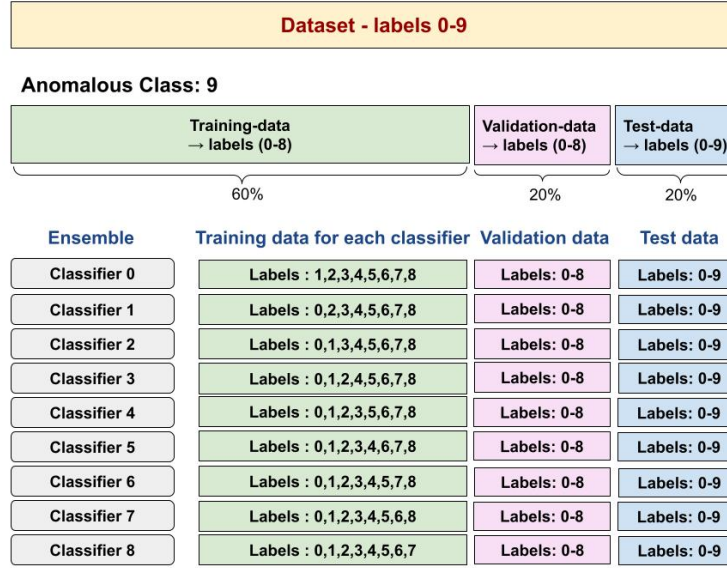 Dataset - labels 0-9
Anomalous Class: 9
Training-data
→ labels (0-8)
Validation-data
→ labels (0-8)
Test-data
→ labels (0-9)
60%
20%
20%
Ensemble
Training data for each classifier
Validation data
Test data
Classifier 0
Labels : 1,2,3,4,5,6,7,8
Labels: 0-8
Labels: 0-9
Classifier 1
Labels : 0,2,3,4,5,6,7,8
Labels: 0-8
Labels: 0-9
Classifier 2
Labels : 0,1,3,4,5,6,7,8
Labels: 0-8
Labels: 0-9
Classifier 3
Labels : 0,1,2,4,5,6,7,8
Labels: 0-8
Labels: 0-9
Classifier 4
Labels : 0,1,2,3,5,6,7,8
Labels: 0-8
Labels: 0-9
Classifier 5
Labels : 0,1,2,3,4,6,7,8
Labels: 0-8
Labels: 0-9
Classifier 6
Labels : 0,1,2,3,4,5,7,8
Labels: 0-8
Labels: 0-9
Classifier 7
Labels : 0,1,2,3,4,5,6,8
Labels: 0-8
Labels: 0-9
Classifier 8
Labels : 0,1,2,3,4,5,6,7
Labels: 0-8
Labels: 0-9